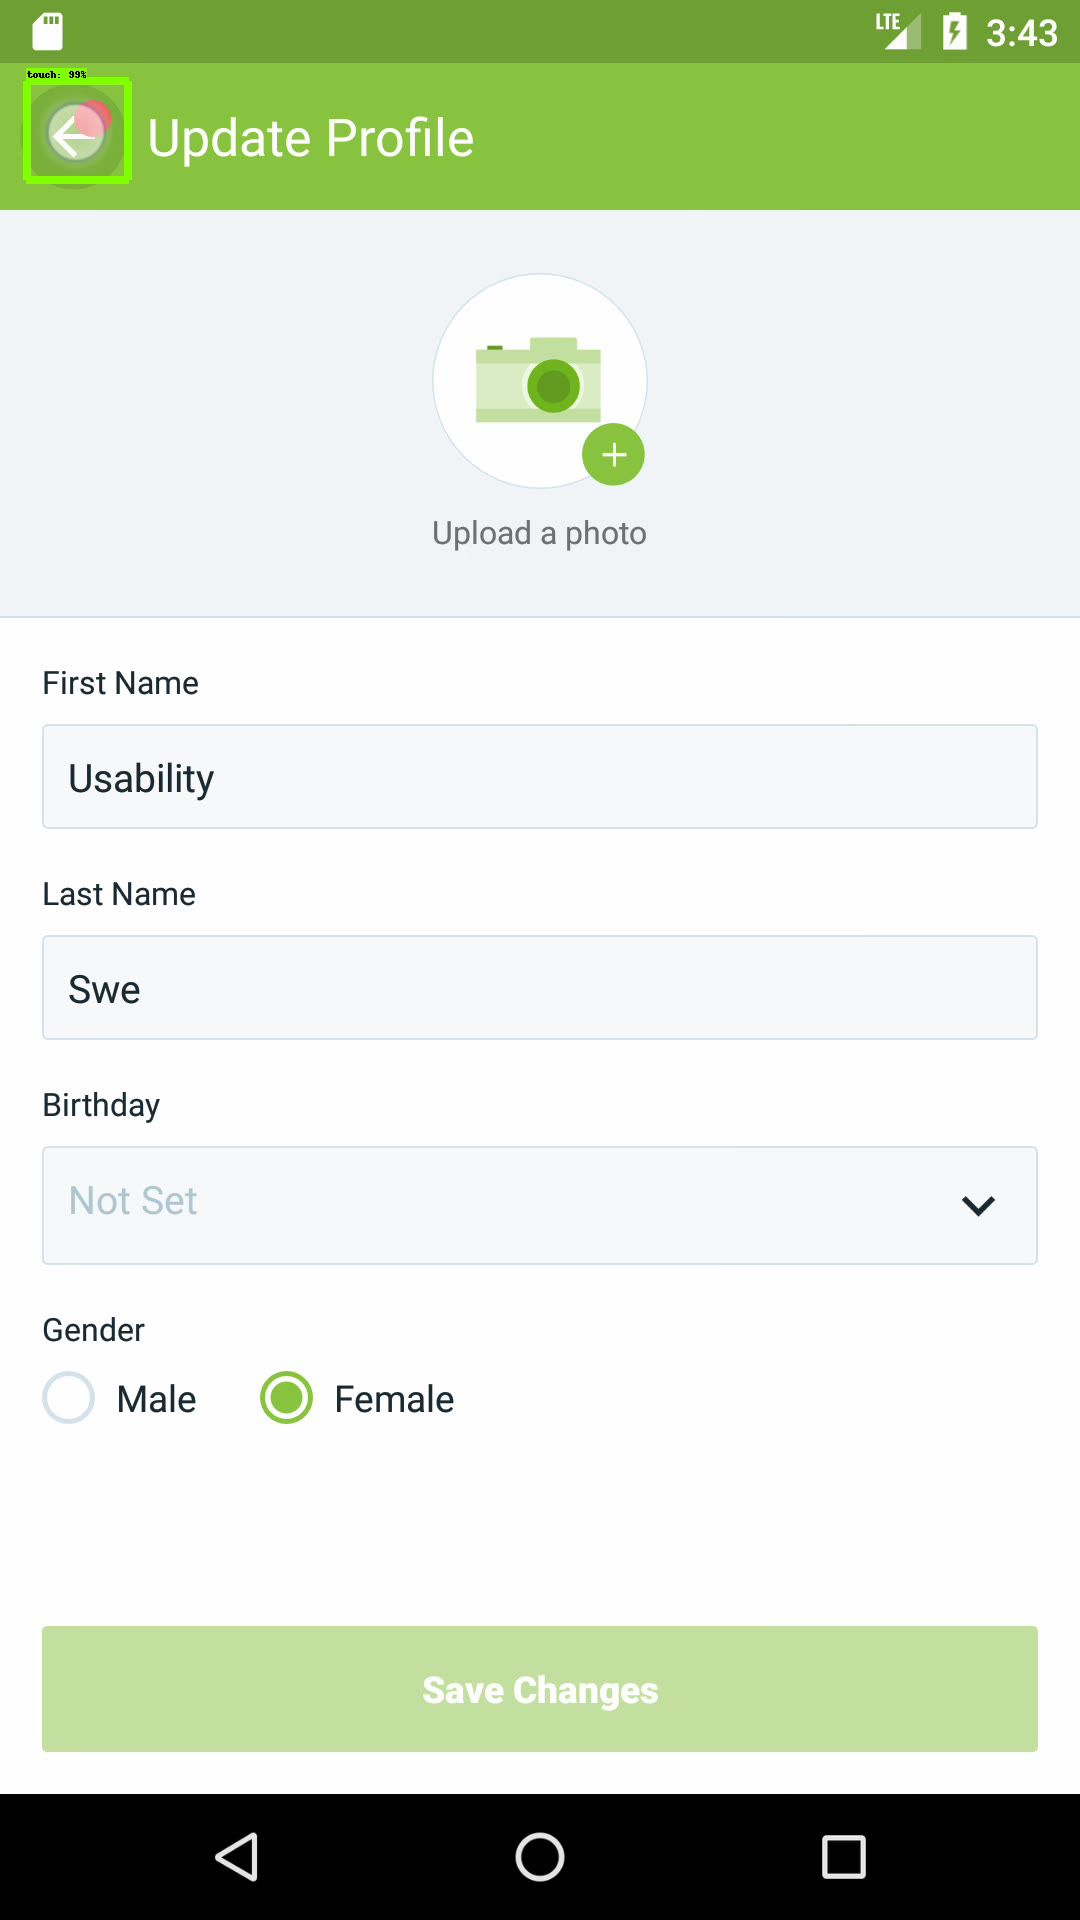 LTE 3:43
touch: 99%
Update Profile
Upload a photo
First Name
Usability
Last Name
Swe
Birthday
Not Set
Gender
Male Female
Save Changes